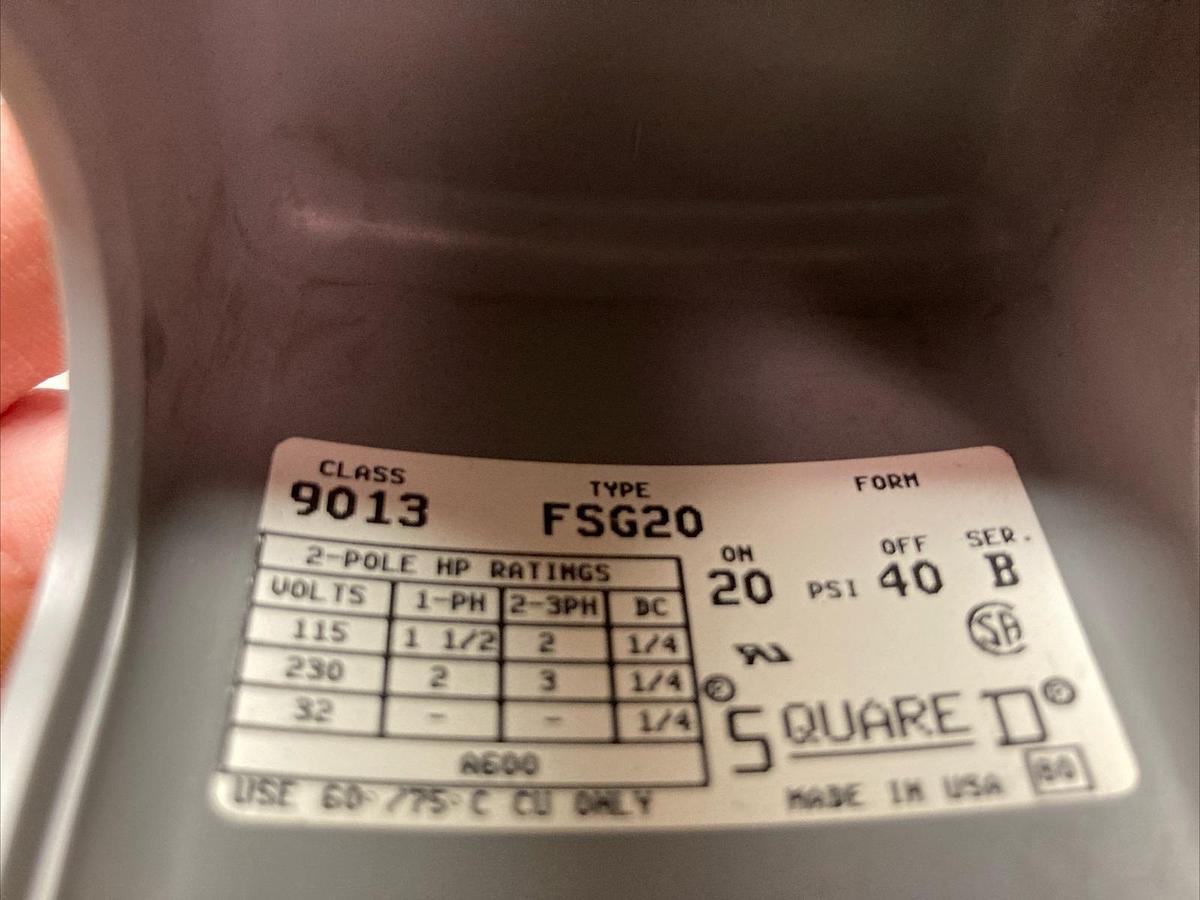 CLASS TYPE FORM
9013 FSG20
2-POLE HP RATINGS
VOLTS 1-PH 2-3PH DC
115 1 1/2 2 1/4
230 2 3 1/4
32 - - 1/4
A600
USE 60°/75°C CU ONLY
ON OFF SER.
20 PSI 40 B
SA
SQUARE D
MADE IN USA